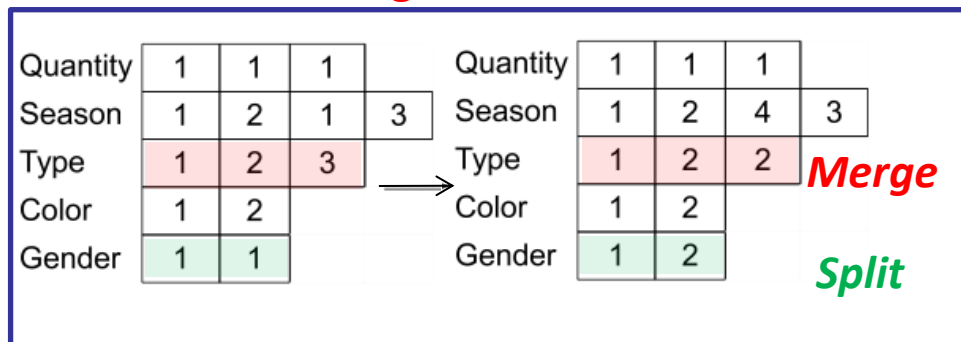 Quantity 1 1 1
Season 1 2 1 3
Type 1 2 3
Color 1 2
Gender 1 1
Quantity 1 1 1
Season 1 2 4 3
Type 1 2 2 Merge
Color 1 2
Gender 1 2
Split